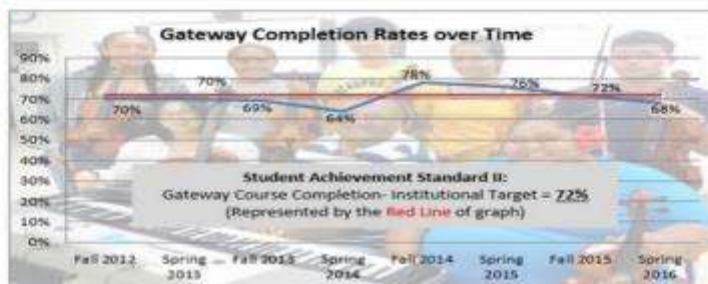 Gateway Completion Rates over Time
90%
80%
70%
60%
50%
40%
30%
20%
10%
0%
70%
70%
69%
64%
78%
76%
72%
68%
Student Achievement Standard II:
Gateway Course Completion- Institutional Target = 72%
(Represented by the Red Line of graph)
Fall 2012
Spring
2013
Fall 2013
Spring
2014
Fall 2014
Spring
2015
Fall 2015
Spring
2016